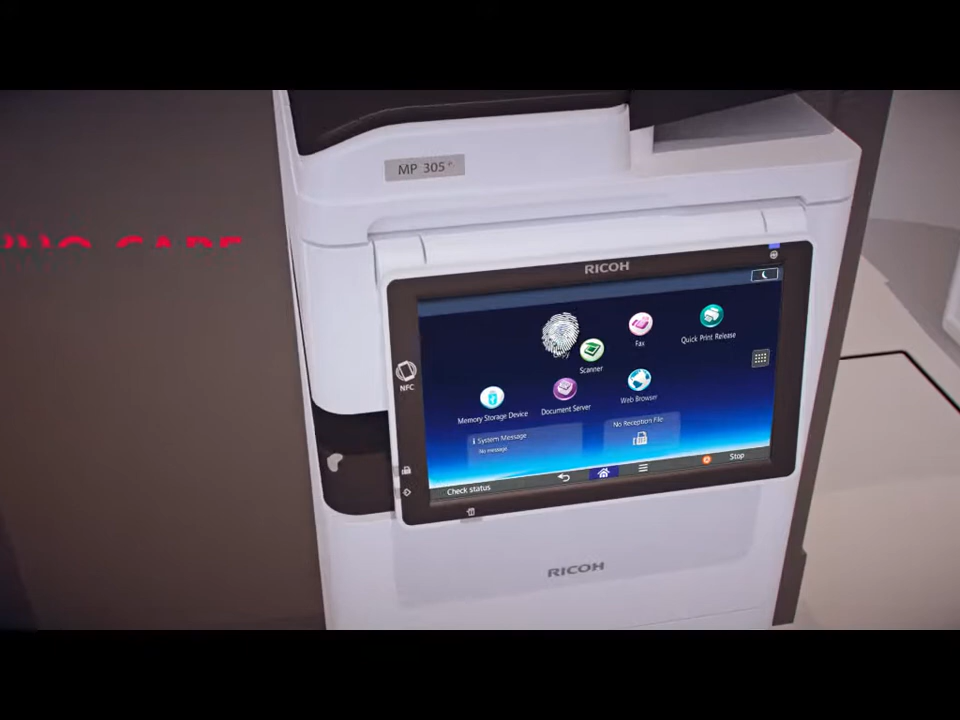 MP 305+
RICOH
Fax
Quick Print Release
Scanner
Memory Storage Device
Document Server
Web Browser
NFC
i System Message
No message
No Reception File
Check status
Stop
RICOH